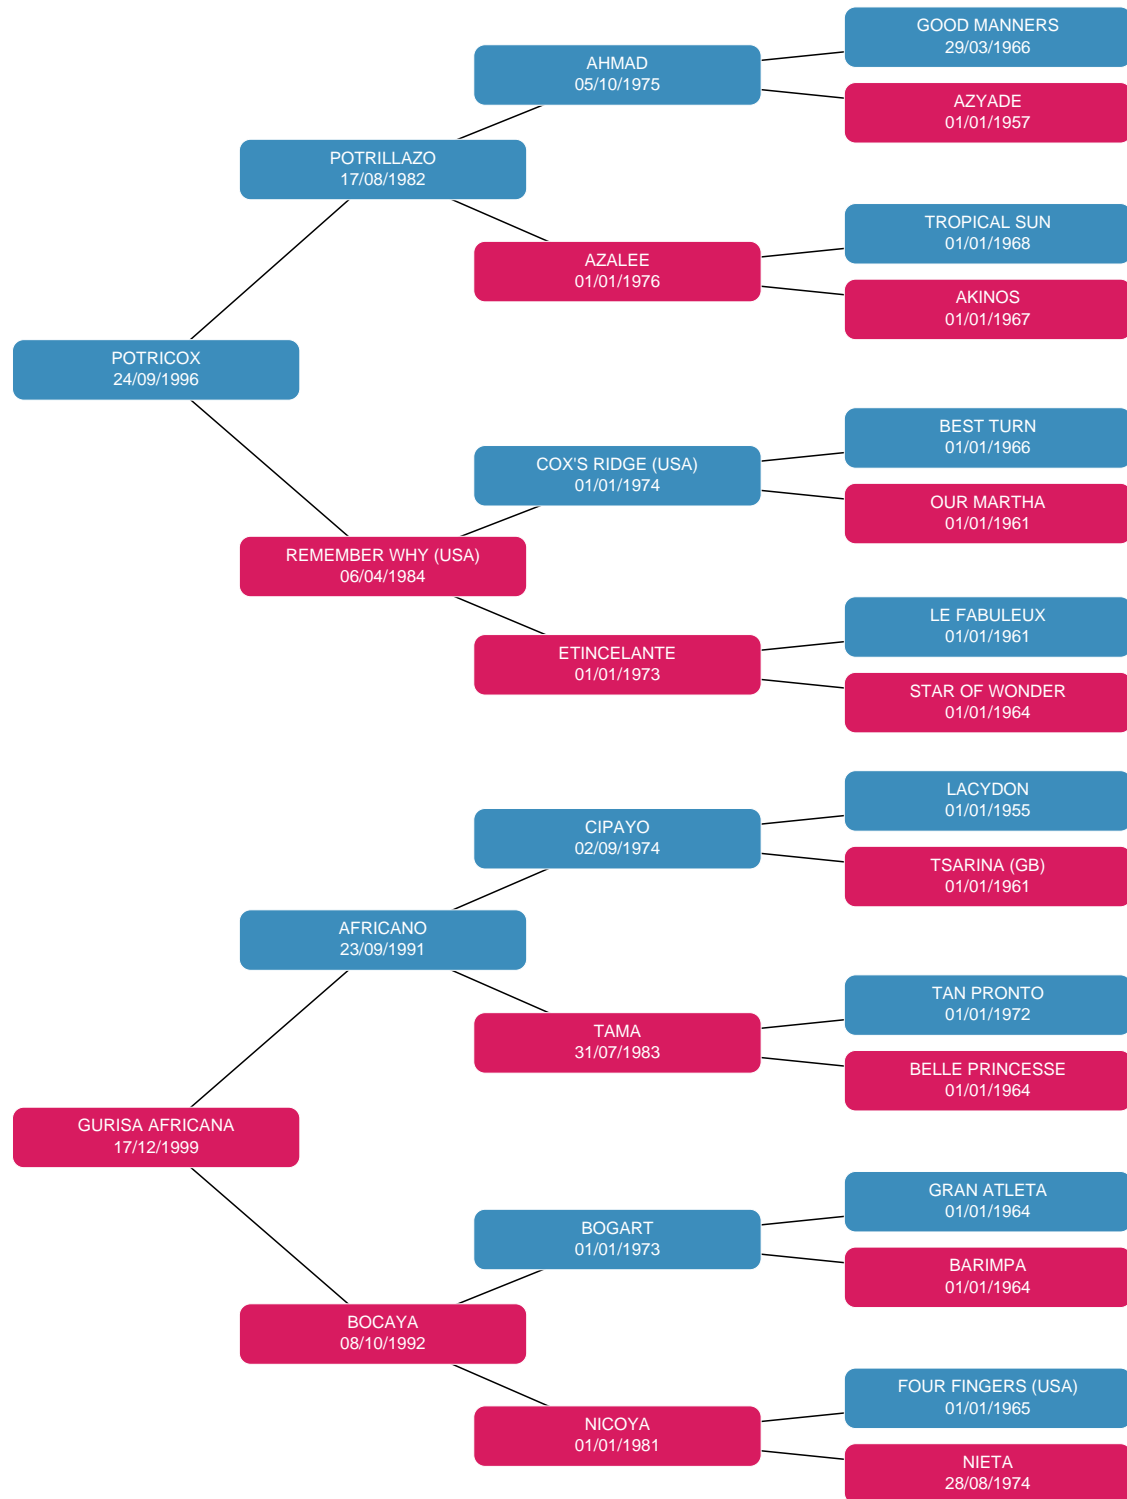 GOOD MANNERS
29/03/1966
AHMAD
05/10/1975
AZYADE
01/01/1957
POTRILLAZO
17/08/1982
TROPICAL SUN
01/01/1968
AZALEE
01/01/1976
AKINOS
01/01/1967
POTRICOX
24/09/1996
BEST TURN
01/01/1966
COX'S RIDGE (USA)
01/01/1974
OUR MARTHA
01/01/1961
REMEMBER WHY (USA)
06/04/1984
LE FABULEUX
01/01/1961
ETINCELANTE
01/01/1973
STAR OF WONDER
01/01/1964
LACYDON
01/01/1955
CIPAYO
02/09/1974
TSARINA (GB)
01/01/1961
AFRICANO
23/09/1991
TAN PRONTO
01/01/1972
TAMA
31/07/1983
BELLE PRINCESSE
01/01/1964
GURISA AFRICANA
17/12/1999
GRAN ATLETA
01/01/1964
BOGART
01/01/1973
BARIMPA
01/01/1964
BOCAYA
08/10/1992
FOUR FINGERS (USA)
01/01/1965
NICOYA
01/01/1981
NIETA
28/08/1974